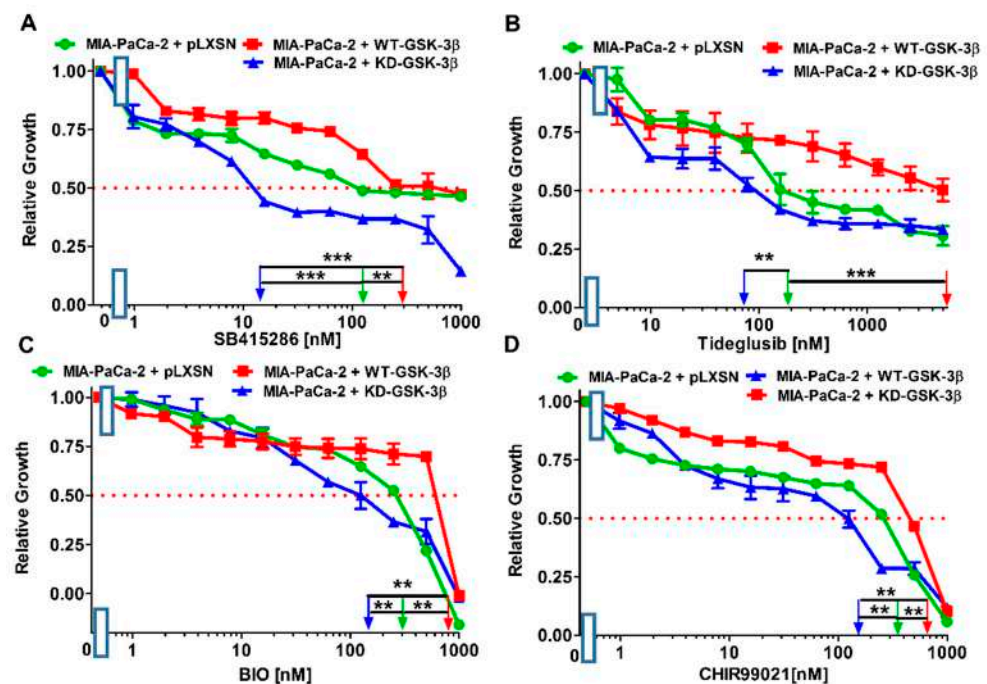 A
MIA-PaCa-2 + pLXSN
MIA-PaCa-2 + WT-GSK-3β
MIA-PaCa-2 + KD-GSK-3β
Relative Growth
1.00
0.75
0.50
0.25
0.00
***
*** **
0 1 10 100 1000
SB415286 [nM]
B
MIA-PaCa-2 + pLXSN
MIA-PaCa-2 + WT-GSK-3β
MIA-PaCa-2 + KD-GSK-3β
Relative Growth
1.00
0.75
0.50
0.25
0.00
**
***
0 10 100 1000
Tideglusib [nM]
C
MIA-PaCa-2 + pLXSN
MIA-PaCa-2 + WT-GSK-3β
MIA-PaCa-2 + KD-GSK-3β
Relative Growth
1.00
0.75
0.50
0.25
0.00
**
** **
0 1 10 100 1000
BIO [nM]
D
MIA-PaCa-2 + pLXSN
MIA-PaCa-2 + WT-GSK-3β
MIA-PaCa-2 + KD-GSK-3β
Relative Growth
1.00
0.75
0.50
0.25
0.00
**
** **
0 1 10 100 1000
CHIR99021[nM]